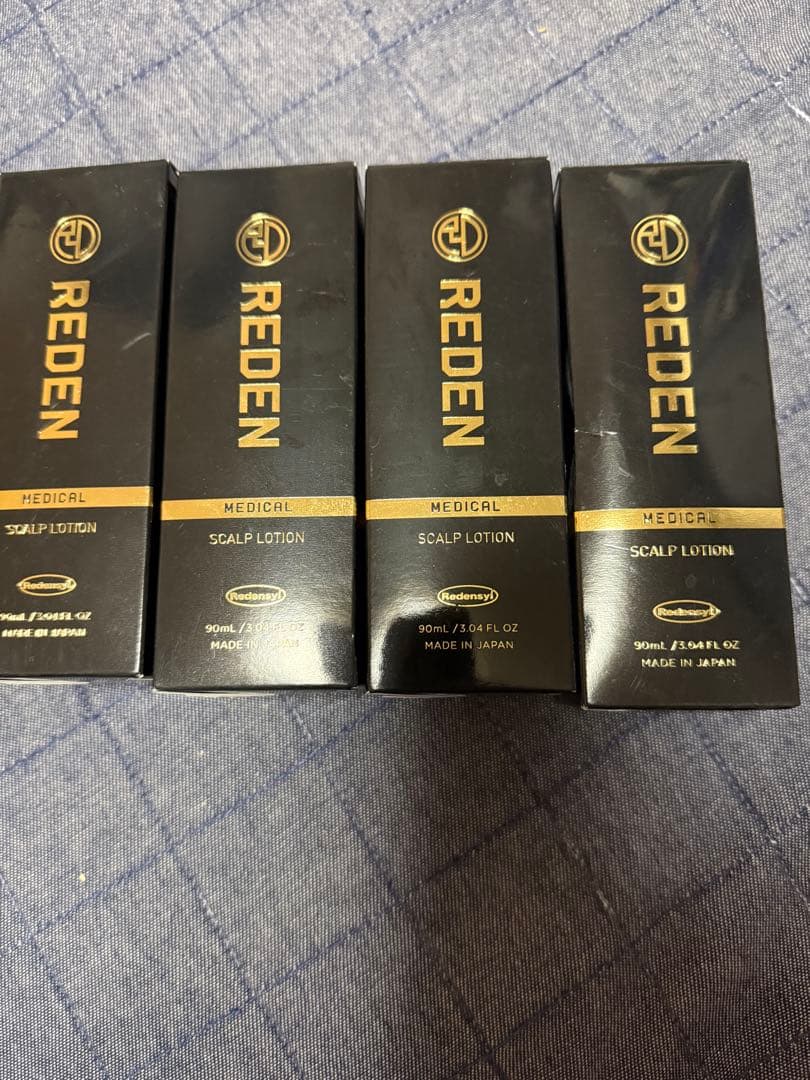 REDEN
MEDICAL
SCALP LOTION
Redensyl
90mL / 3.04 FL OZ
MADE IN JAPAN
REDEN
MEDICAL
SCALP LOTION
Redensyl
90mL / 3.04 FL OZ
MADE IN JAPAN
REDEN
MEDICAL
SCALP LOTION
Redensyl
90mL / 3.04 FL OZ
MADE IN JAPAN
REDEN
MEDICAL
SCALP LOTION
Redensyl
90mL / 3.04 FL OZ
MADE IN JAPAN